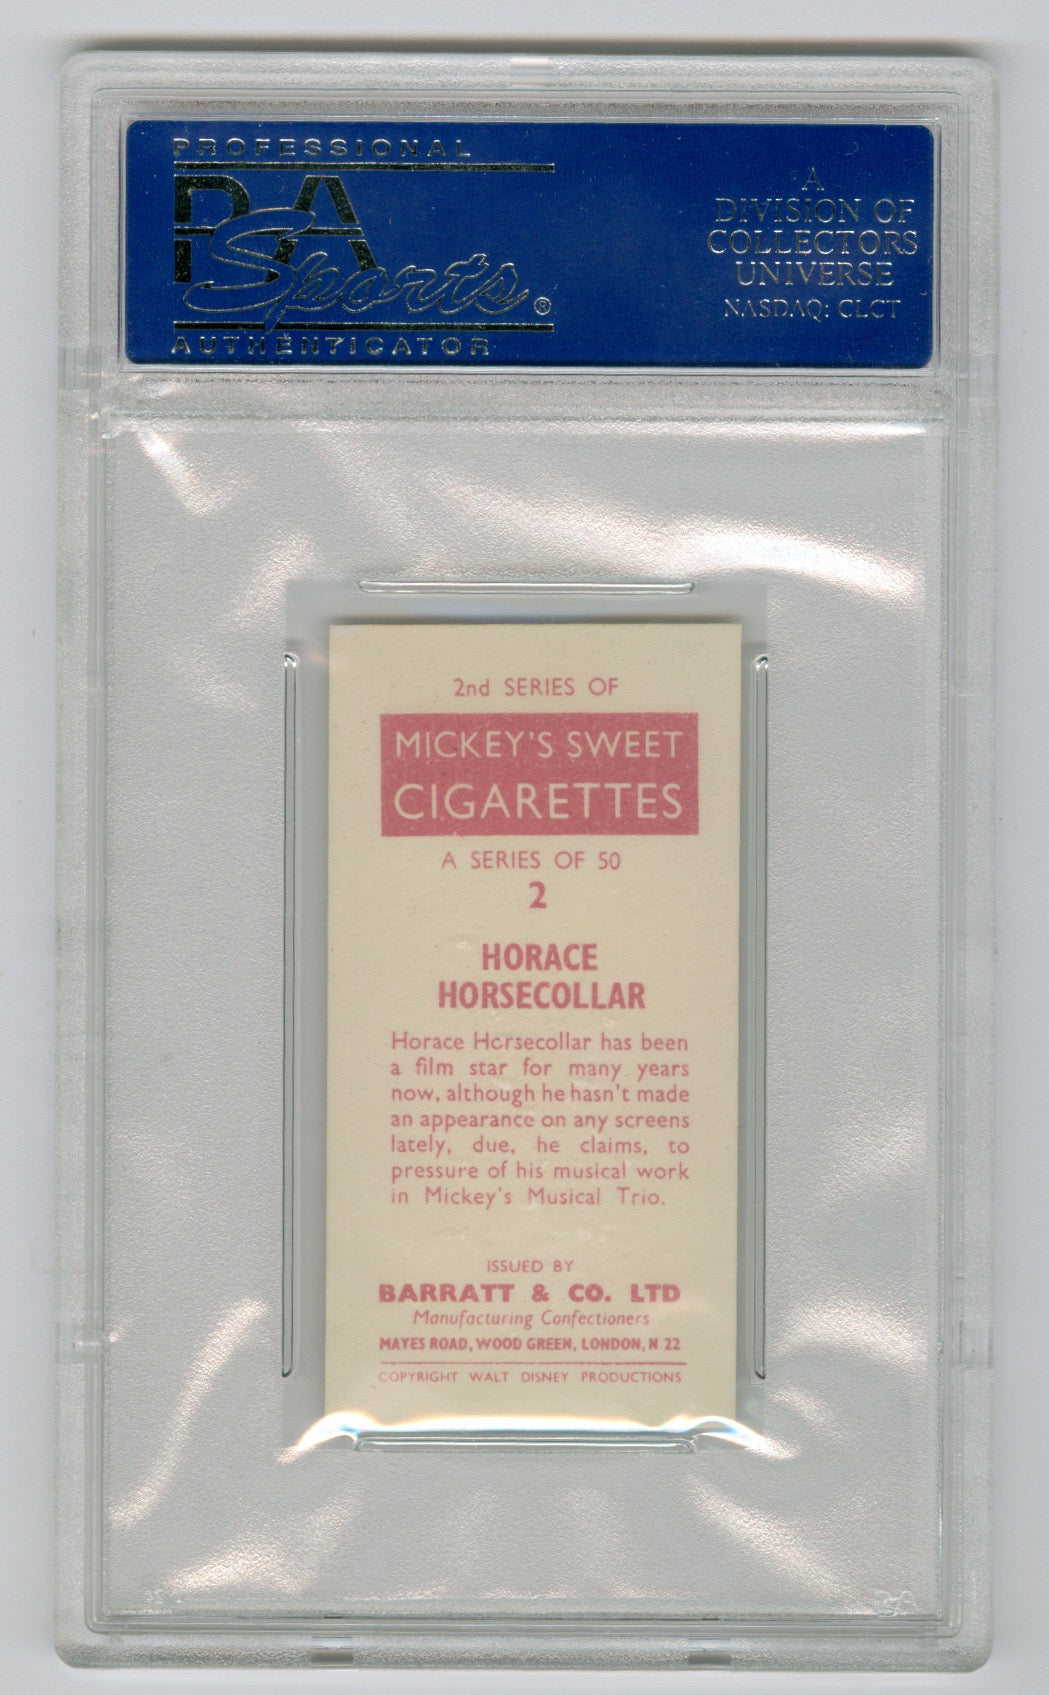 PROFESSIONAL
PSA
Sports®
AUTHENTICATOR
A
DIVISION OF
COLLECTORS
UNIVERSE
NASDAQ: CLCT
2nd SERIES OF
MICKEY'S SWEET
CIGARETTES
A SERIES OF 50
2
HORACE
HORSECOLLAR
Horace Horsecollar has been
a film star for many years
now, although he hasn't made
an appearance on any screens
lately, due, he claims, to
pressure of his musical work
in Mickey's Musical Trio.
ISSUED BY
BARRATT & CO. LTD
Manufacturing Confectioners
MAYES ROAD, WOOD GREEN, LONDON, N 22
COPYRIGHT WALT DISNEY PRODUCTIONS